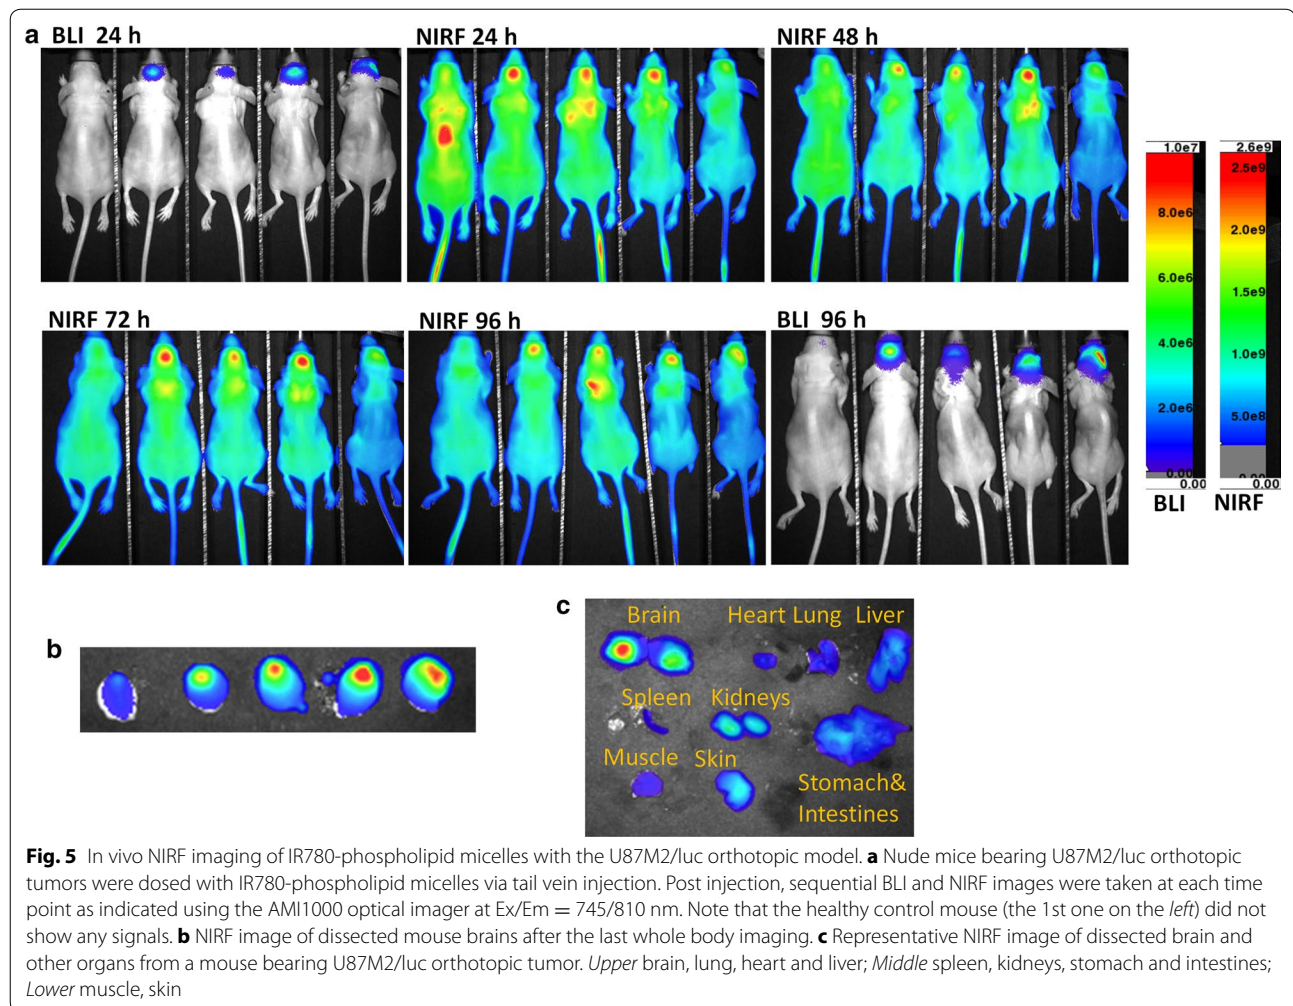 a BLI 24 h
NIRF 24 h
NIRF 48 h
1.0e7
8.0e6
6.0e6
4.0e6
2.0e6
0.00
0.00
BLI
2.6e9
2.5e9
2.0e9
1.5e9
1.0e9
5.0e8
0.00
0.00
NIRF
NIRF 72 h
NIRF 96 h
BLI 96 h
b
c
Brain
Heart Lung Liver
Spleen Kidneys
Muscle Skin
Stomach&
Intestines
Fig. 5 In vivo NIRF imaging of IR780-phospholipid micelles with the U87M2/luc orthotopic model. a Nude mice bearing U87M2/luc orthotopic
tumors were dosed with IR780-phospholipid micelles via tail vein injection. Post injection, sequential BLI and NIRF images were taken at each time
point as indicated using the AMI1000 optical imager at Ex/Em = 745/810 nm. Note that the healthy control mouse (the 1st one on the left) did not
show any signals. b NIRF image of dissected mouse brains after the last whole body imaging. c Representative NIRF image of dissected brain and
other organs from a mouse bearing U87M2/luc orthotopic tumor. Upper brain, lung, heart and liver; Middle spleen, kidneys, stomach and intestines;
Lower muscle, skin